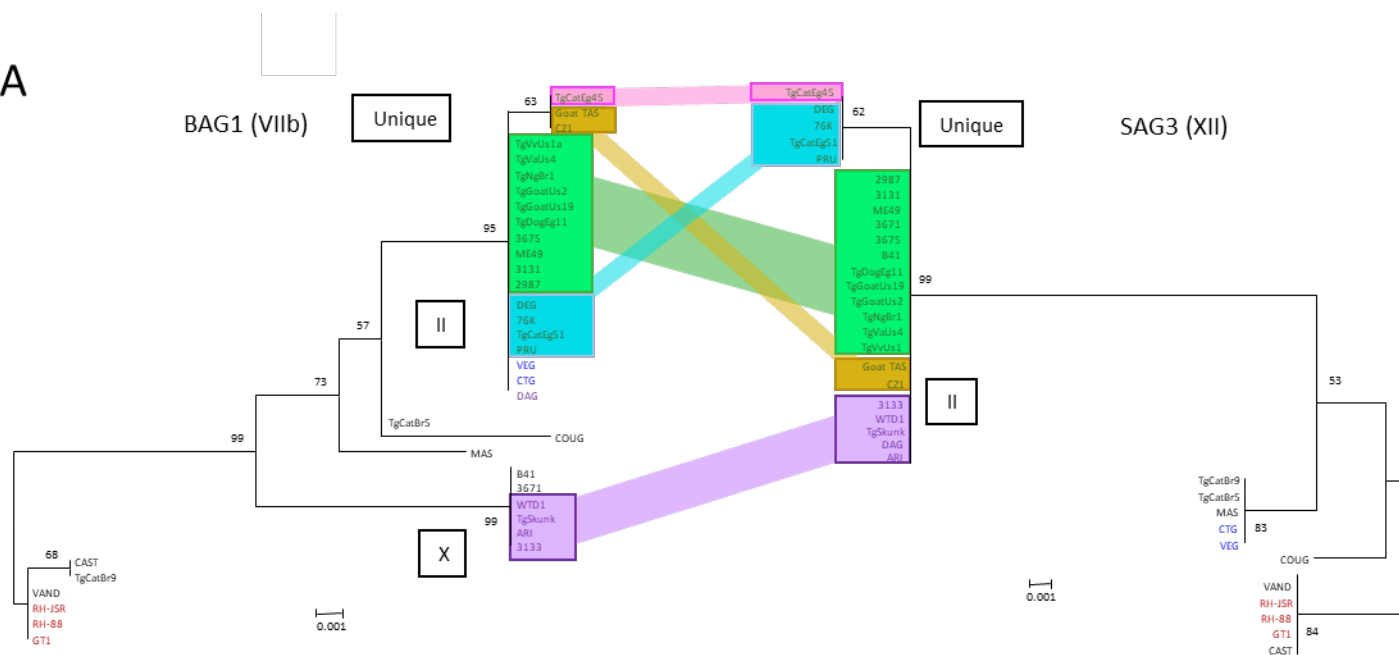 A
BAG1 (VIIb)
Unique
63
TgCatEg45
Goat TAS
CZ1
TgVvUs1a
TgVaUs4
TgNgBr1
TgGoatUs2
TgGoatUs19
TgDogEg11
3675
ME49
3131
2987
DEG
76K
TgCatEg51
PRU
VEG
CTG
DAG
95
II
57
73
TgCatBr5
COUG
MAS
99
B41
3671
WTD1
TgSkunk
ARI
3133
99
X
68
CAST
TgCatBr9
VAND
RH-JSR
RH-88
GT1
0.001
TgCatEg45
DEG
76K
TgCatEg51
PRU
62
Unique
SAG3 (XII)
2987
3131
ME49
3671
3675
B41
TgDogEg11
TgGoatUs19
TgGoatUs2
TgNgBr1
TgVaUs4
TgVvUs1
99
Goat TAS
CZ1
3133
WTD1
TgSkunk
DAG
ARI
II
53
TgCatBr9
TgCatBr5
MAS
CTG
VEG
83
COUG
0.001
VAND
RH-JSR
RH-88
GT1
CAST
84